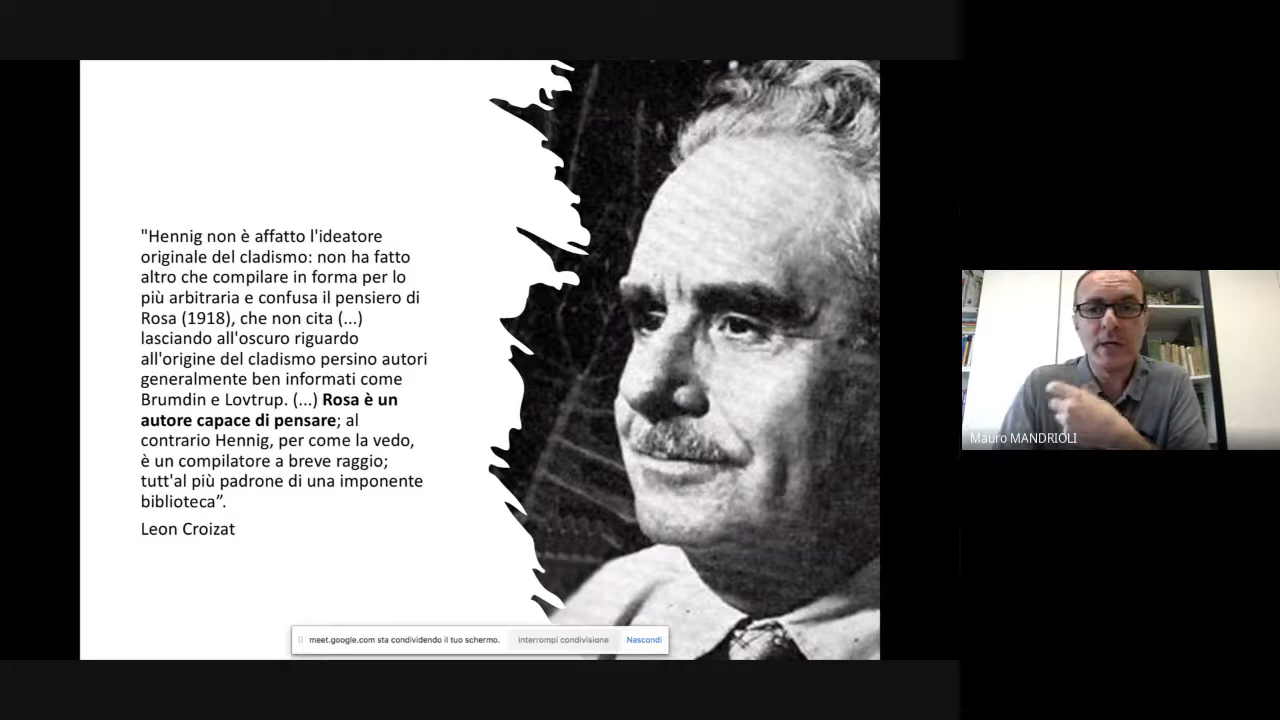 "Hennig non è affatto l'ideatore
originale del cladismo: non ha fatto
altro che compilare in forma per lo
più arbitraria e confusa il pensiero di
Rosa (1918), che non cita (...)
lasciando all'oscuro riguardo
all'origine del cladismo persino autori
generalmente ben informati come
Brumdin e Lovtrup. (...) Rosa è un
autore capace di pensare; al
contrario Hennig, per come la vedo,
è un compilatore a breve raggio;
tutt'al più padrone di una imponente
biblioteca”.
Leon Croizat
meet.google.com sta condividendo il tuo schermo. Interrompi condivisione Nascondi
Mauro MANDRIOLI